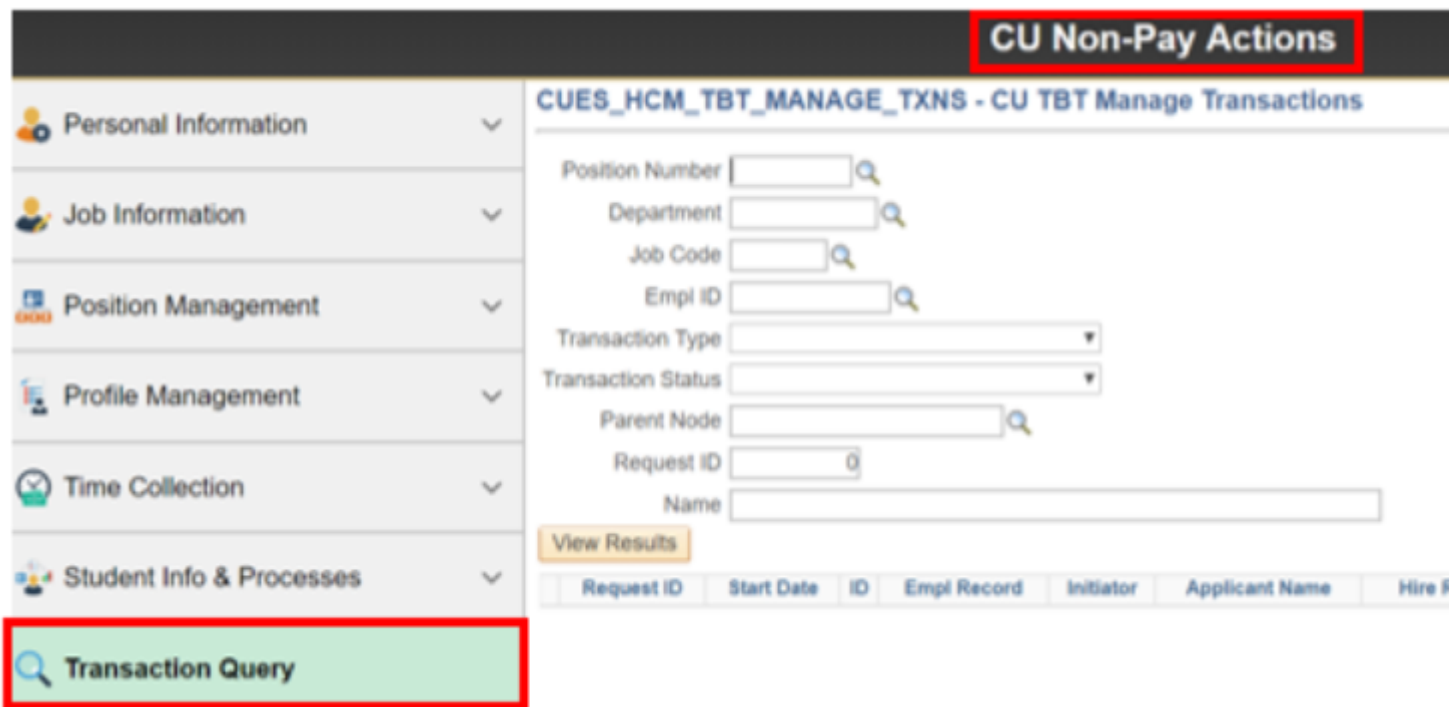 CU Non-Pay Actions
Personal Information
Job Information
Position Management
Profile Management
Time Collection
Student Info & Processes
Transaction Query
CUES_HCM_TBT_MANAGE_TXNS - CU TBT Manage Transactions
Position Number
Department
Job Code
Empl ID
Transaction Type
Transaction Status
Parent Node
Request ID 0
Name
View Results
Request ID Start Date ID Empl Record Initiator Applicant Name Hire